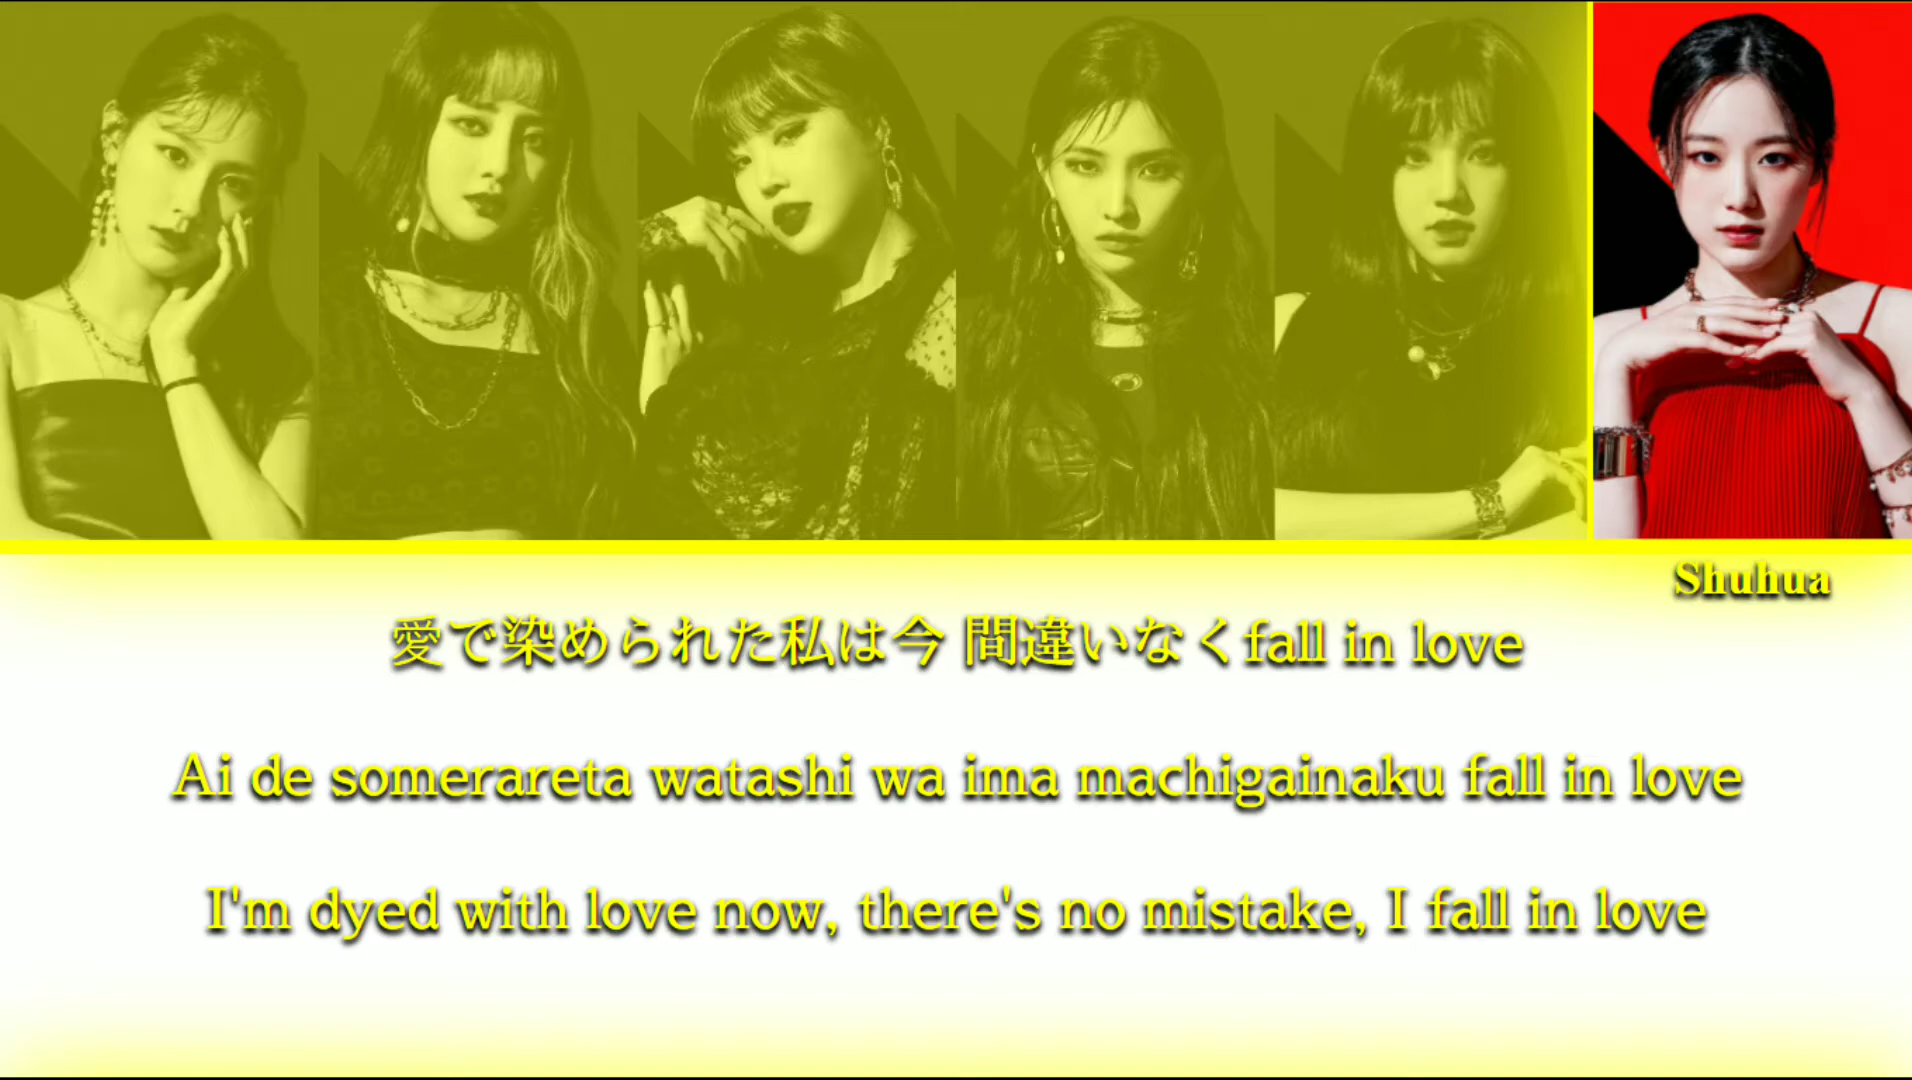 Shuhua
愛で染められた私は今 間違いなくfall in love
Ai de somerareta watashi wa ima machigainaku fall in love
I'm dyed with love now, there's no mistake, I fall in love